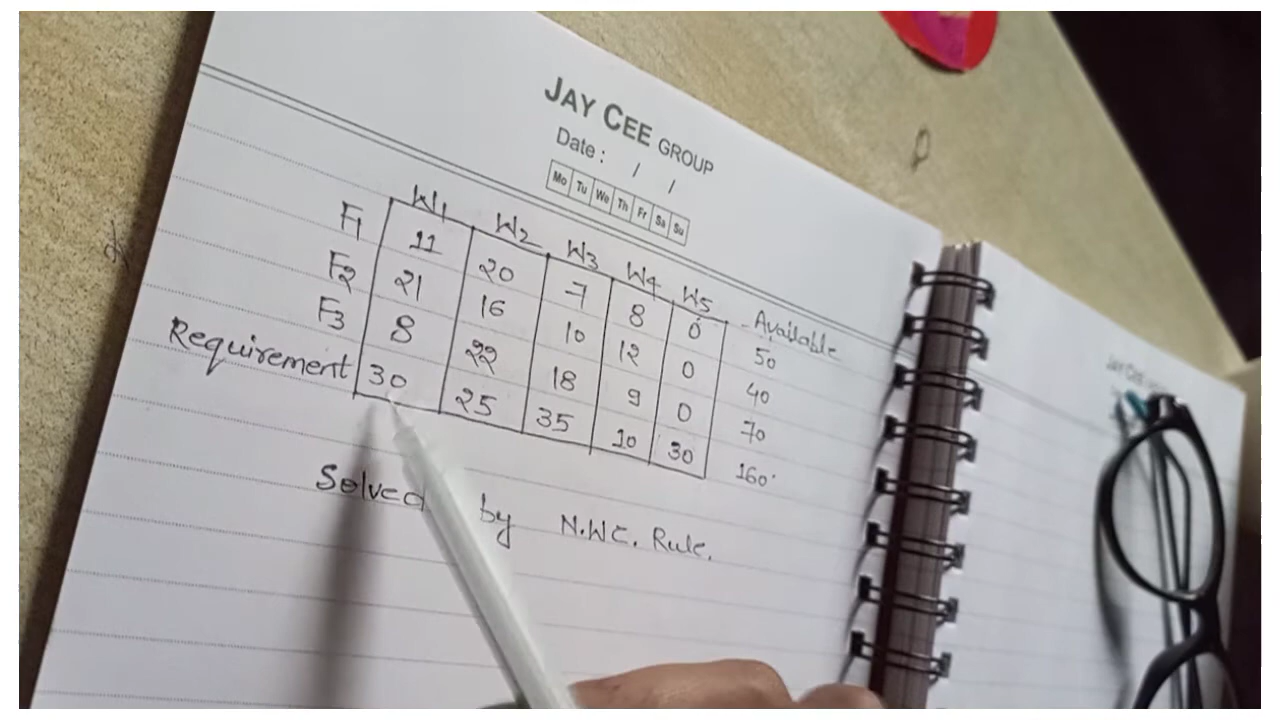 JAY CEE GROUP
Date : / /
Mo Tu We Th Fr Sa Su
W1 W2 W3 W4 W5 Available
F1 11 20 7 8 0 50
F2 21 16 10 12 0 40
F3 8 22 18 9 0 70
Requirement 30 25 35 10 30 160
Solved by N.W.C. Rule.
JAY CEE